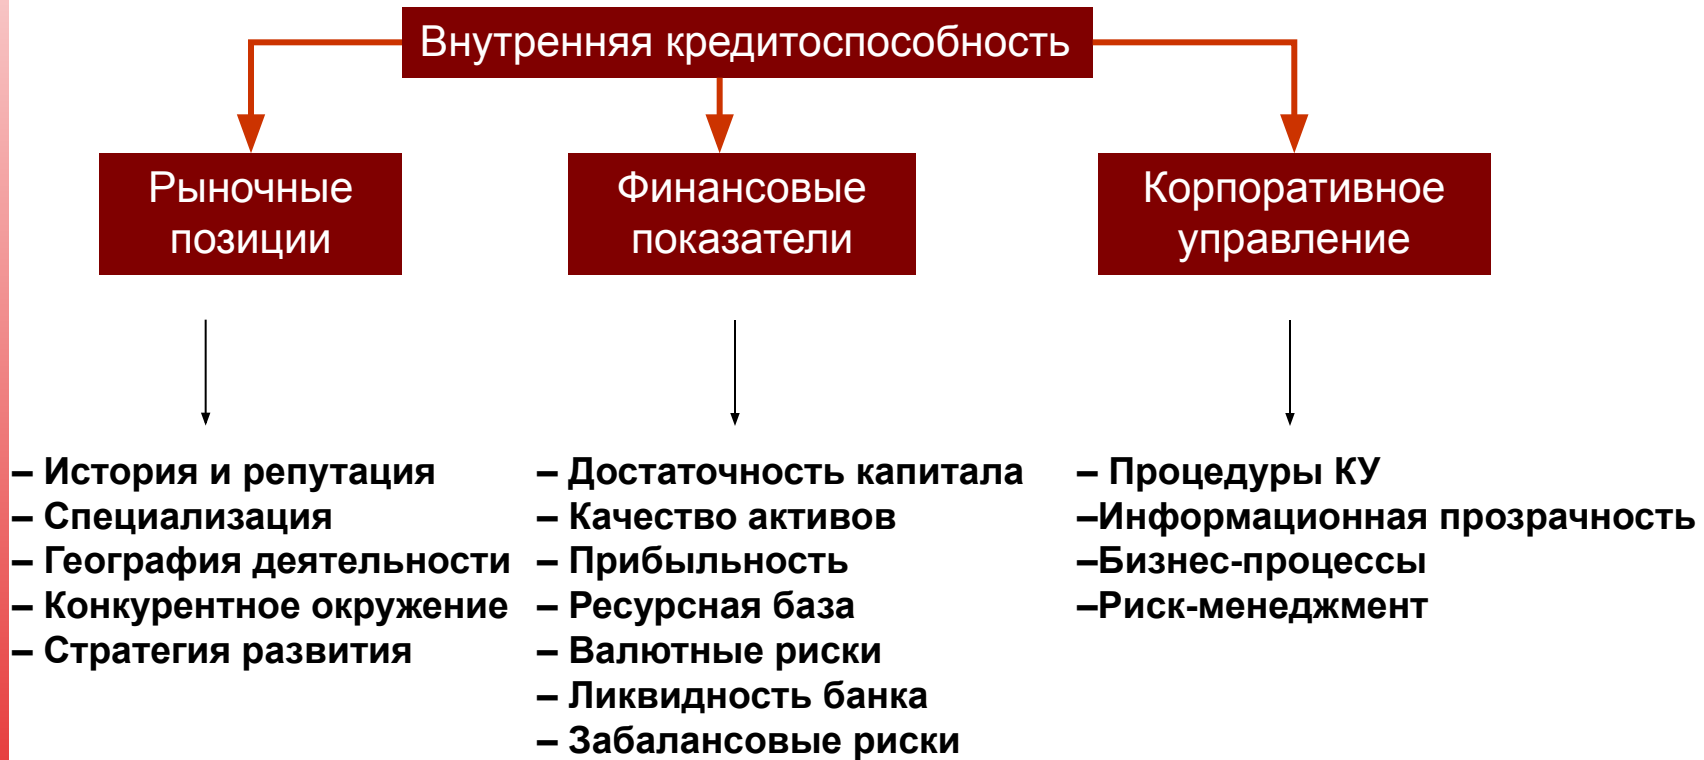 Внутренняя кредитоспособность
Рыночные
позиции
Финансовые
показатели
Корпоративное
управление
– История и репутация
– Специализация
– География деятельности
– Конкурентное окружение
– Стратегия развития
– Достаточность капитала
– Качество активов
– Прибыльность
– Ресурсная база
– Валютные риски
– Ликвидность банка
– Забалансовые риски
– Процедуры КУ
–Информационная прозрачность
–Бизнес-процессы
–Риск-менеджмент